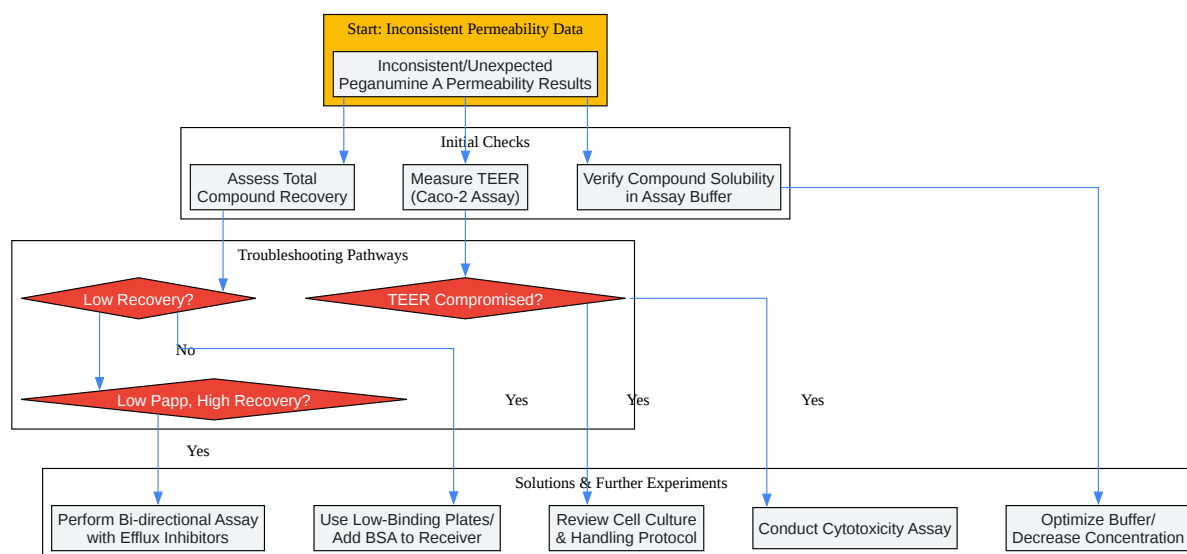 Start: Inconsistent Permeability Data
Inconsistent/Unexpected
Peganumine A Permeability Results
Initial Checks
Assess Total
Compound Recovery
Measure TEER
(Caco-2 Assay)
Verify Compound Solubility
in Assay Buffer
Troubleshooting Pathways
Low Recovery?
TEER Compromised?
No
Low Papp, High Recovery?
Yes
Yes
Yes
Yes
Solutions & Further Experiments
Perform Bi-directional Assay
with Efflux Inhibitors
Use Low-Binding Plates/
Add BSA to Receiver
Review Cell Culture
& Handling Protocol
Conduct Cytotoxicity Assay
Optimize Buffer/
Decrease Concentration